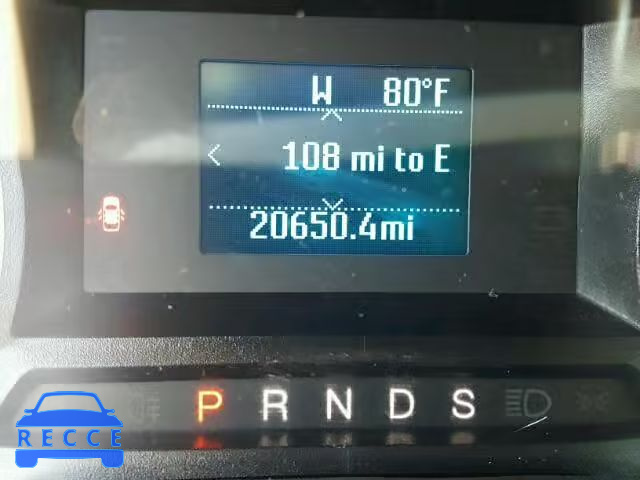 W 80°F
108 mi to E
20650.4mi
P R N D S
RECCE